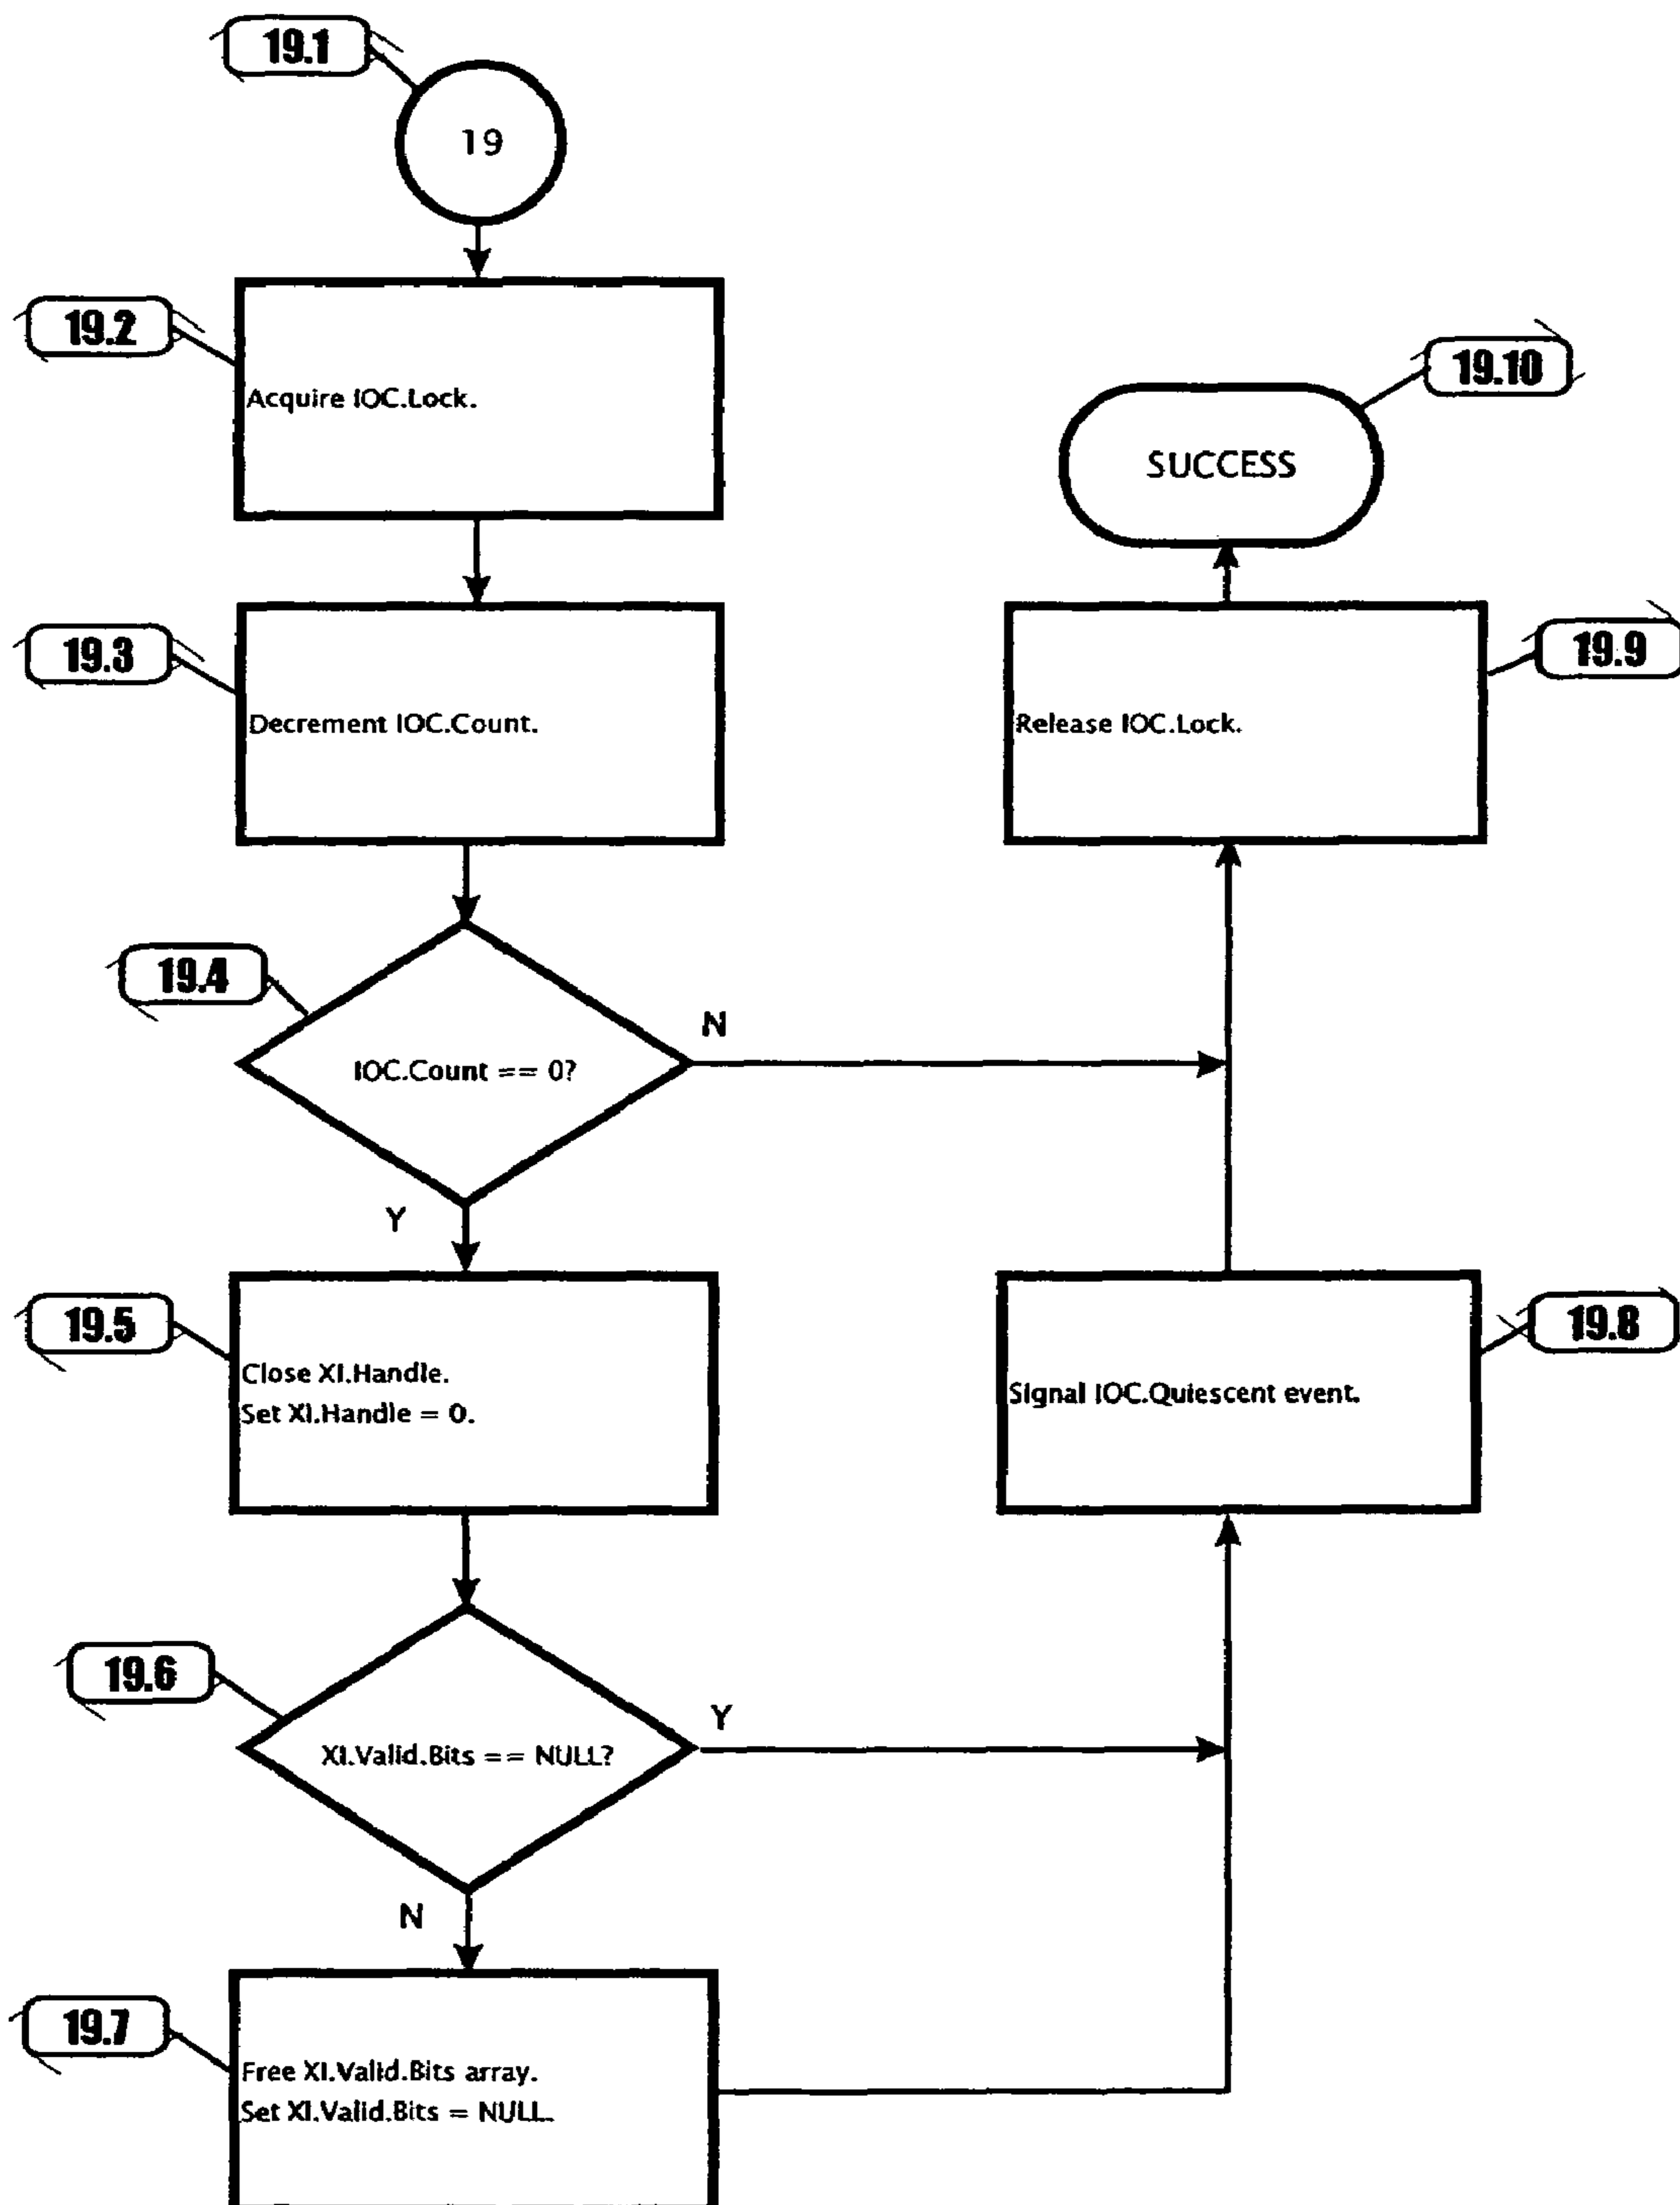 19.1
19
19.2
Acquire IOC.Lock.
19.3
Decrement IOC.Count.
19.4
IOC.Count == 0?
N
Y
19.5
Close XI.Handle.
Set XI.Handle = 0.
19.6
XI.Valid.Bits == NULL?
Y
N
19.7
Free XI.Valid.Bits array.
Set XI.Valid.Bits = NULL.
19.8
Signal IOC.Quiescent event.
19.9
Release IOC.Lock.
19.10
SUCCESS